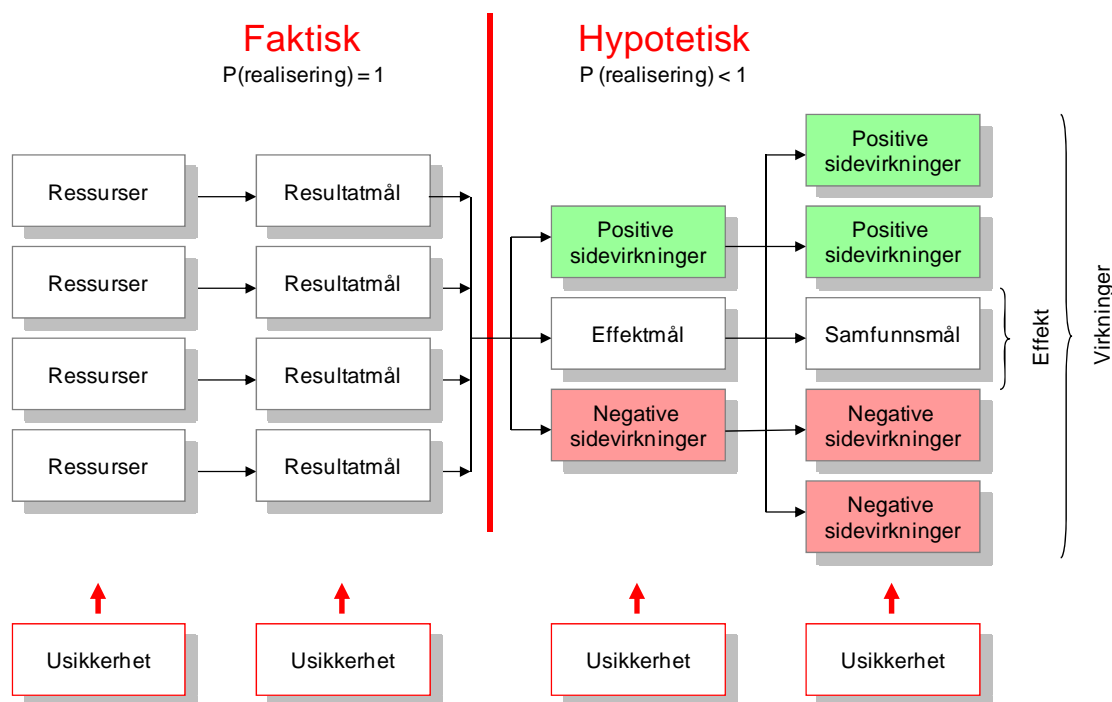 Faktisk
P(realisering) = 1
Hypotetisk
P (realisering) < 1
Ressurser
Ressurser
Ressurser
Ressurser
Resultatmål
Resultatmål
Resultatmål
Resultatmål
Positive
sidevirkninger
Effektmål
Negative
sidevirkninger
Positive
sidevirkninger
Positive
sidevirkninger
Samfunnsmål
Negative
sidevirkninger
Negative
sidevirkninger
Effekt
Virkninger
Usikkerhet
Usikkerhet
Usikkerhet
Usikkerhet